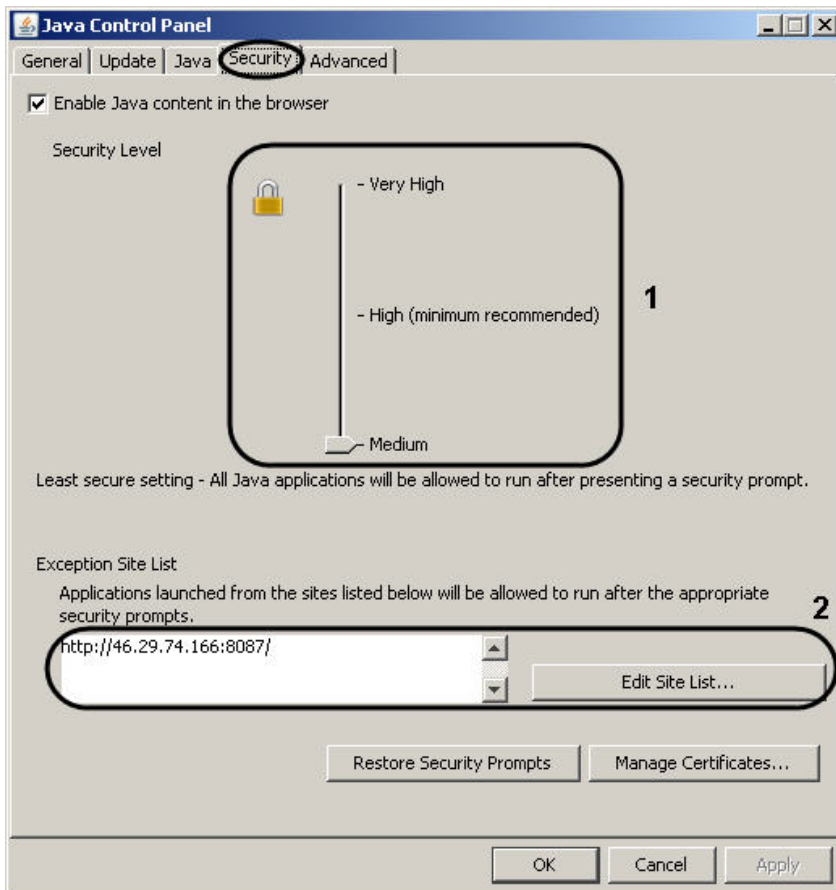 Java Control Panel
General Update Java Security Advanced
Enable Java content in the browser
Security Level
- Very High
- High (minimum recommended)
1
- Medium
Least secure setting - All Java applications will be allowed to run after presenting a security prompt.
Exception Site List
Applications launched from the sites listed below will be allowed to run after the appropriate
security prompts.
2
http://46.29.74.166:8087/
Edit Site List...
Restore Security Prompts Manage Certificates...
OK Cancel Apply